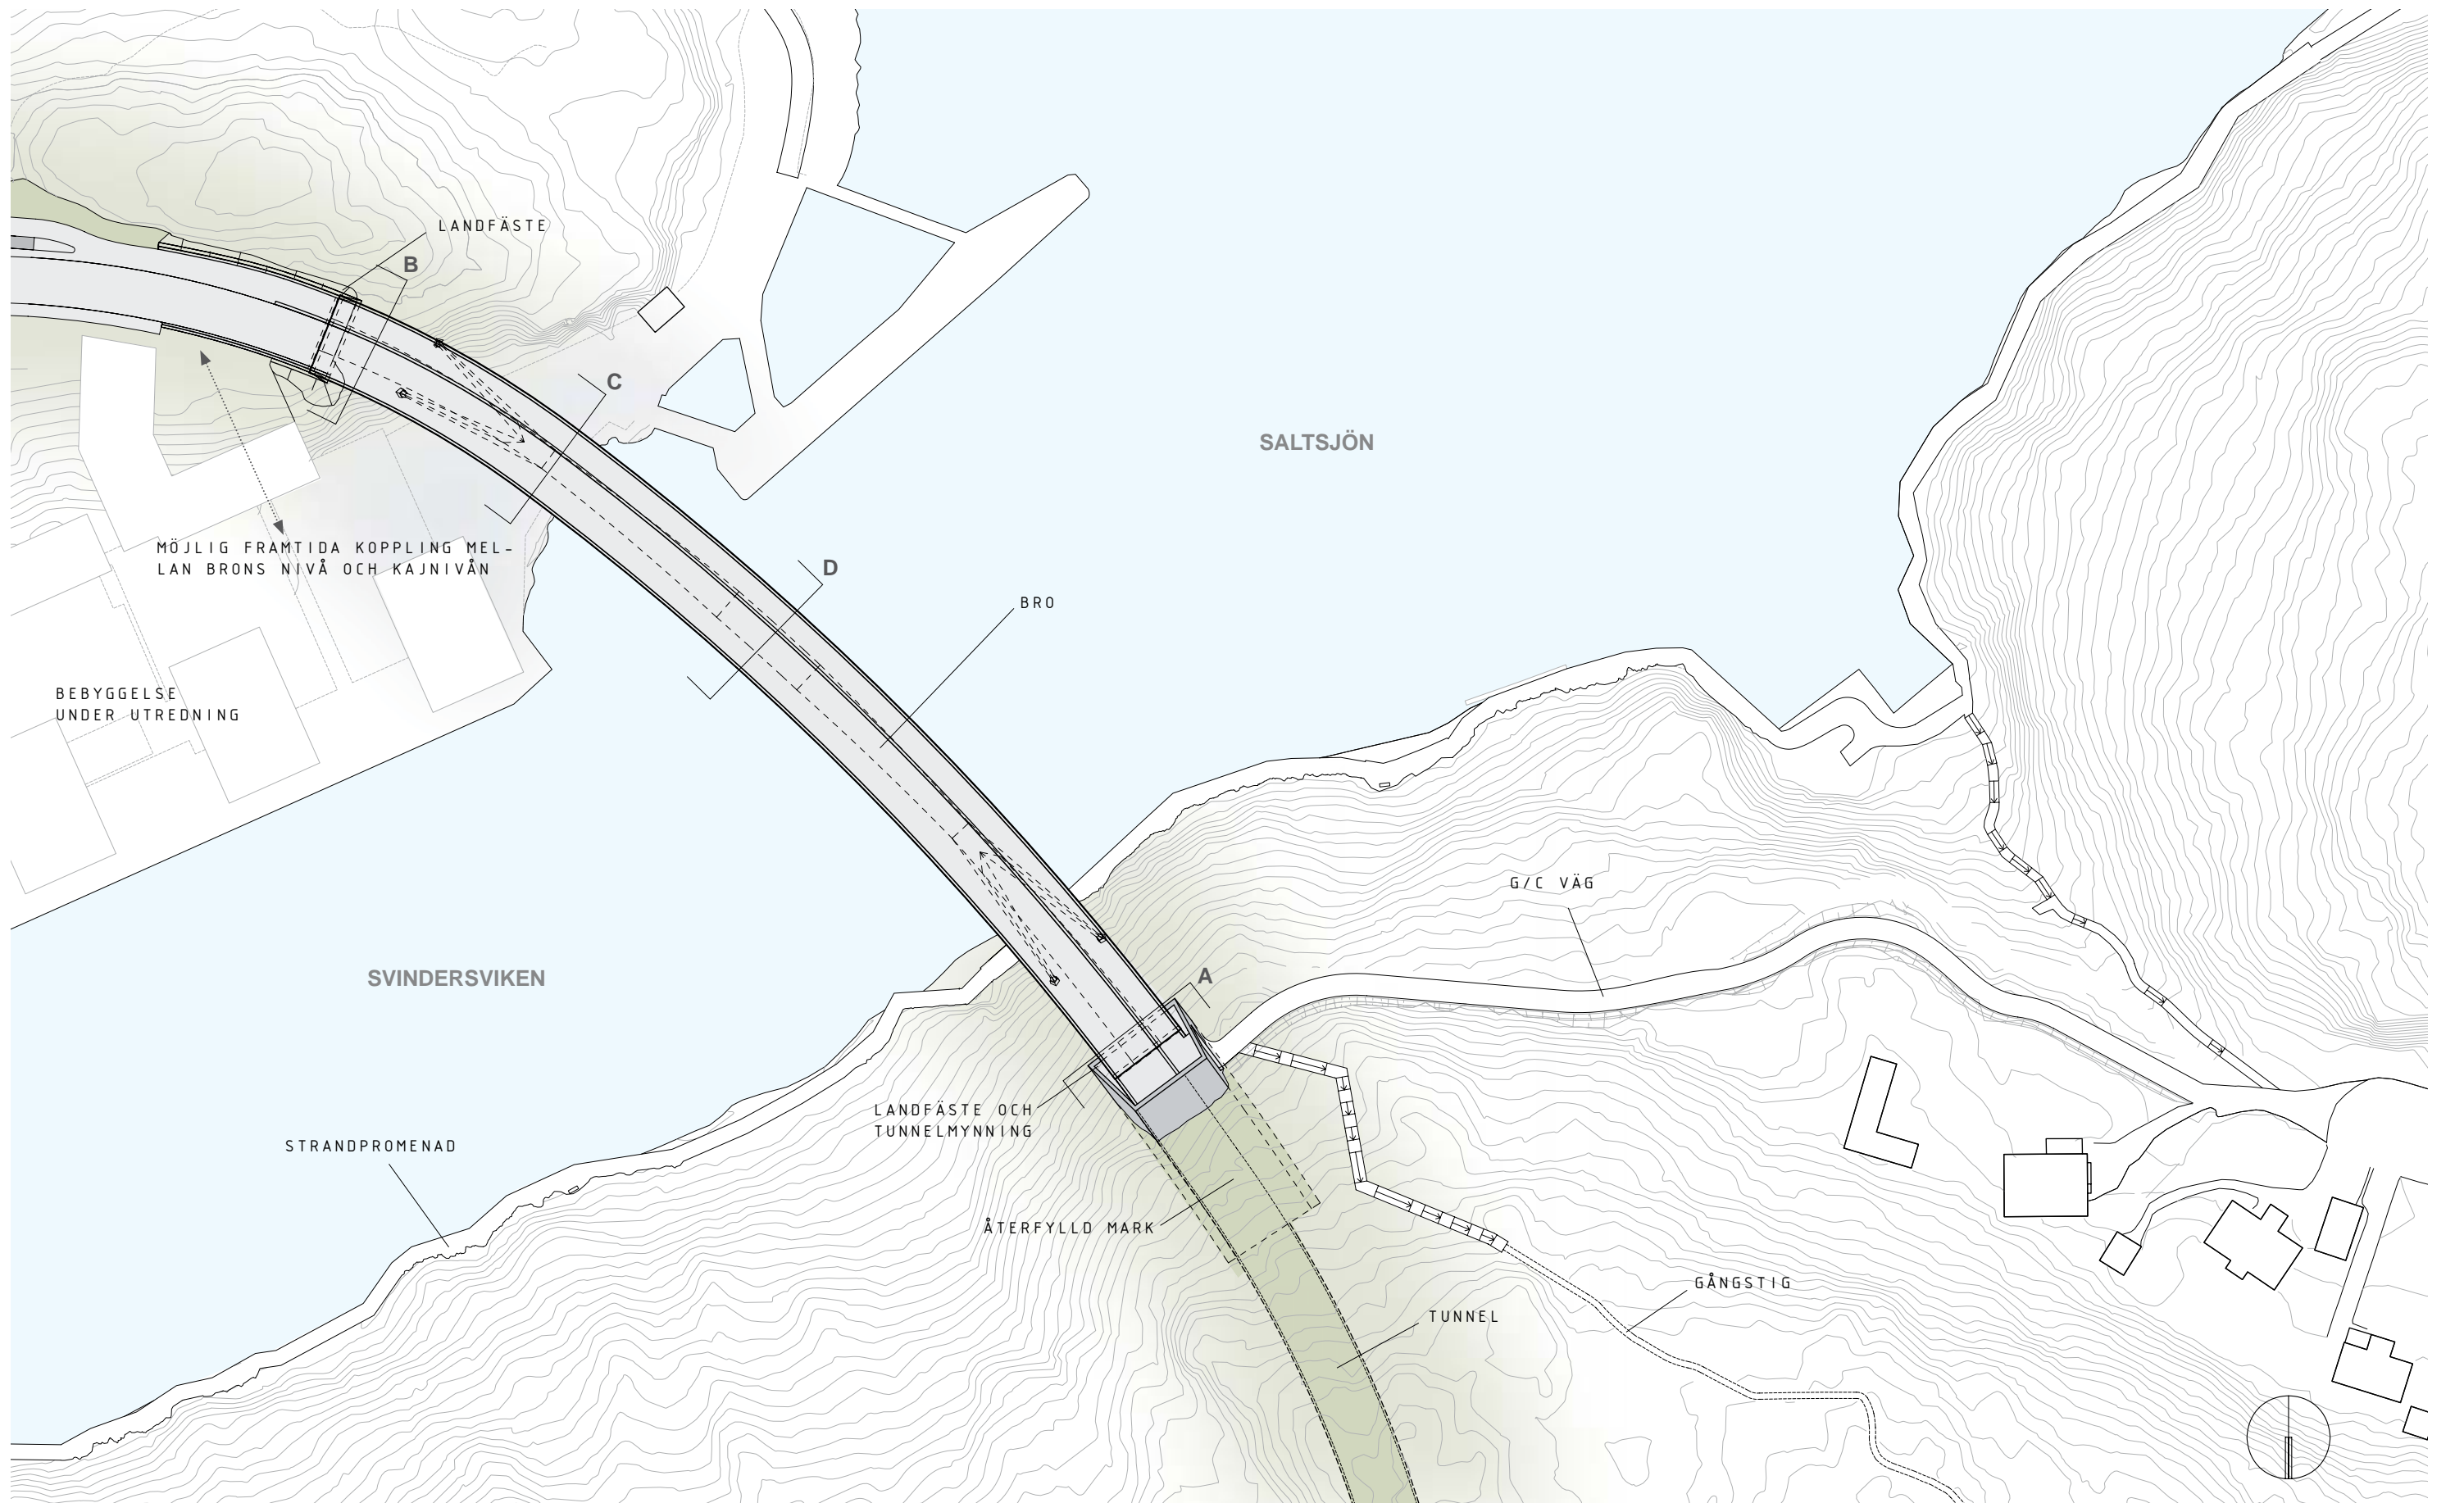 LANDFÄSTE
B
C
SALTSJÖN
MÖJLIG FRAMTIDA KOPPLING MEL-
LAN BRONS NIVÅ OCH KAJNIVÅN
D
BRO
BEBYGGELSE
UNDER UTREDNING
G/C VÄG
SVINDERSVIKEN
A
LANDFÄSTE OCH
TUNNELMYNNING
STRANDPROMENAD
ÅTERFYLLD MARK
GÅNGSTIG
TUNNEL